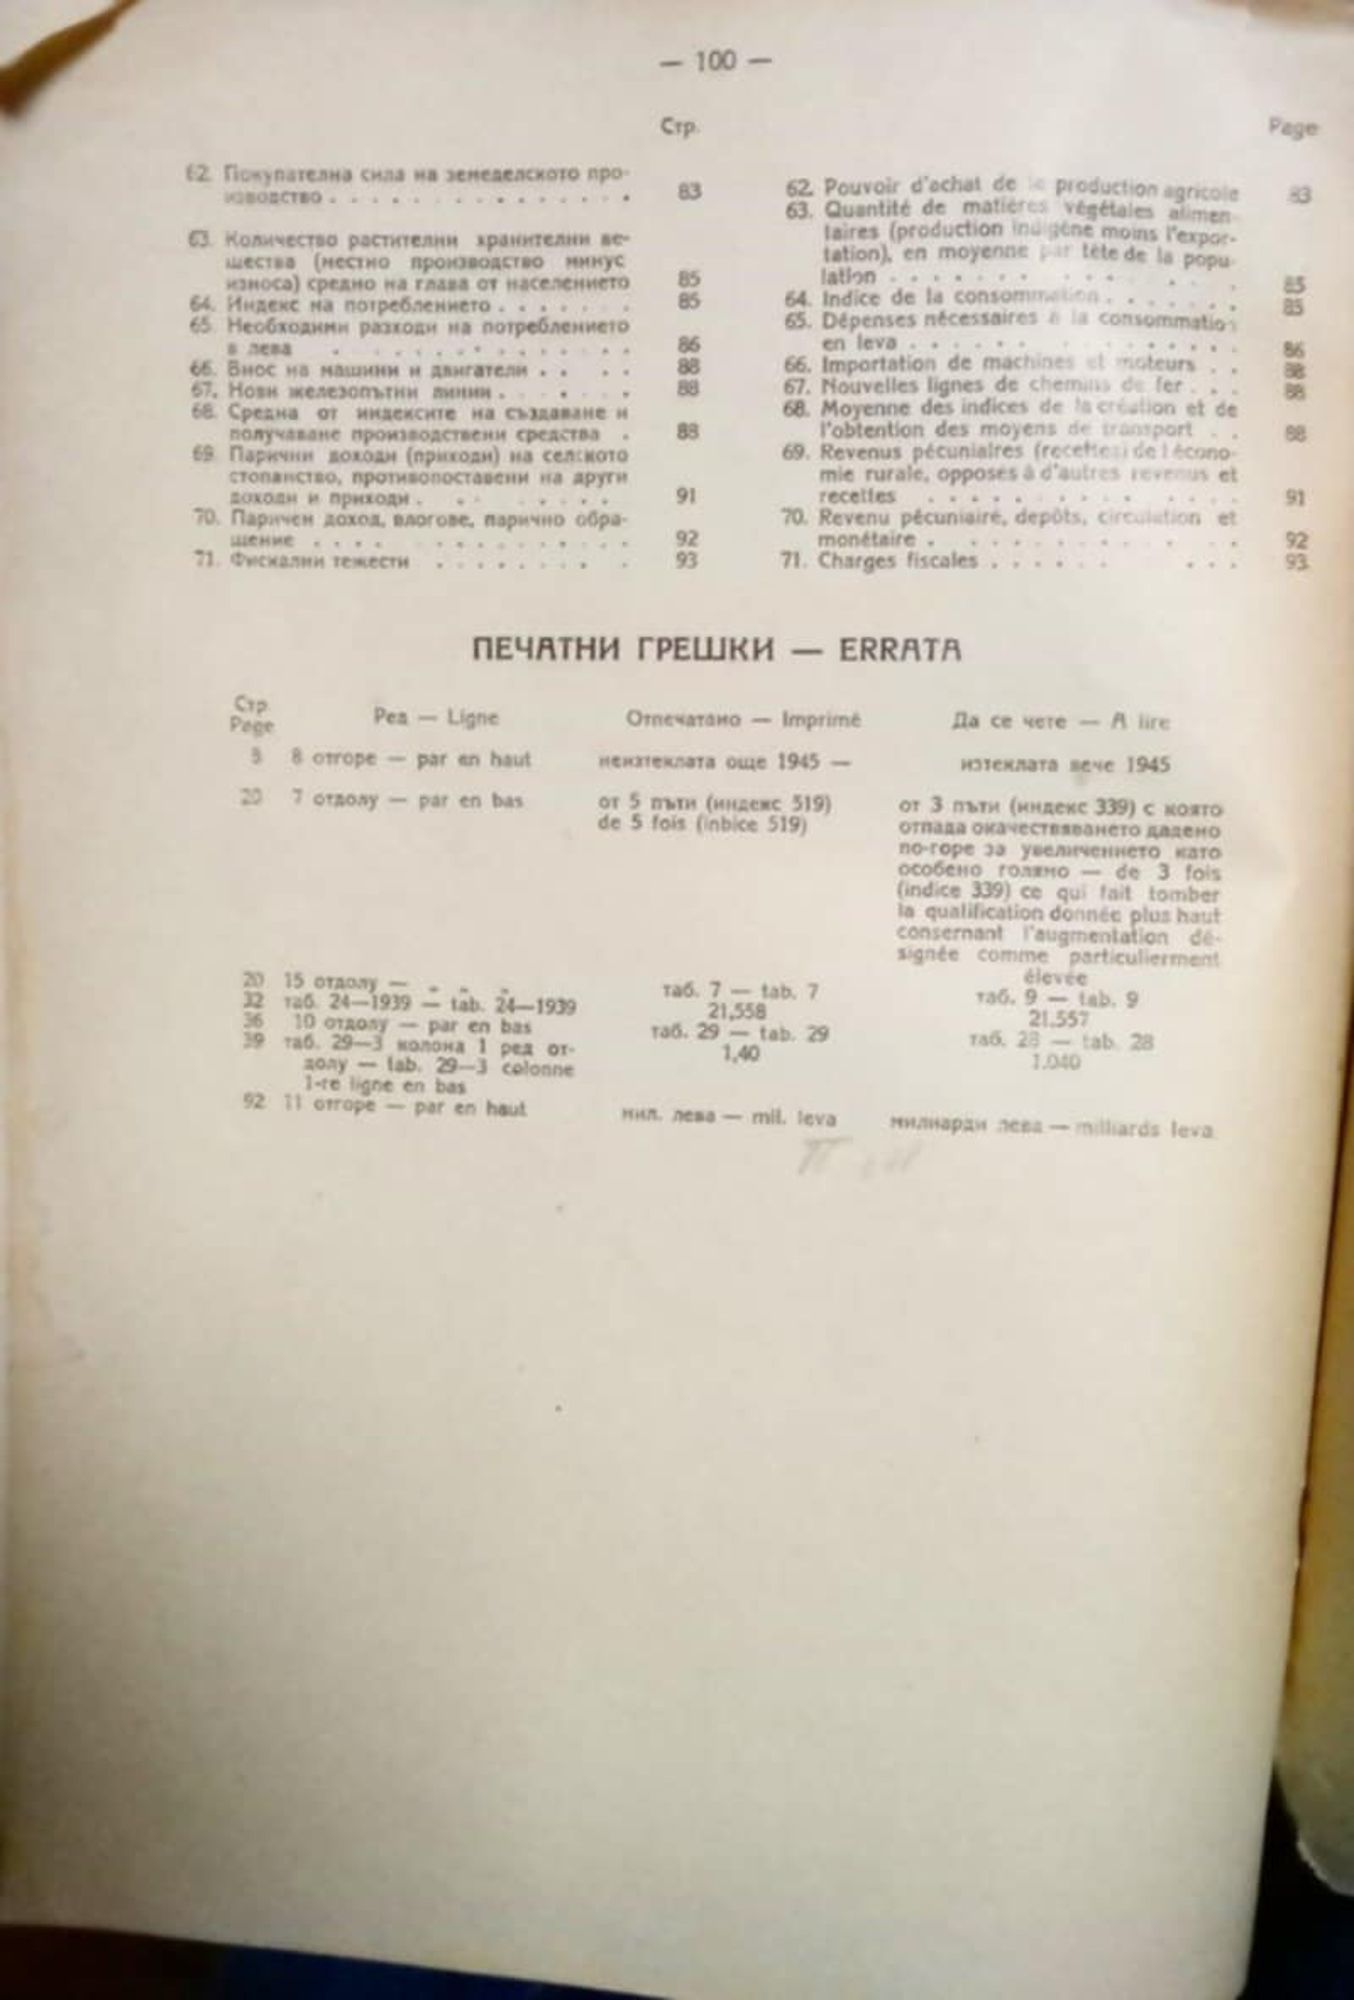 — 100 —
Стр.
62. Покупателна сила на земеделското про-
изводство . . . . . . . . . . . . . . . 83
63. Количество растителни хранителни ве-
щества (местно производство минус
износа) средно на глава от населението 85
64. Индекс на потреблението . . . . . . . 85
65. Необходими разходи на потреблението
в лева . . . . . . . . . . . . . 86
66. Внос на машини и двигатели . . . . 88
67. Нови железопътни линии . . . . . 88
68. Средна от индексите на създаване и
получаване производствени средства . 88
69. Парични доходи (приходи) на селското
стопанство, противопоставени на други
доходи и приходи . . . . . . . . 91
70. Паричен доход, влогове, парично обра-
щение . . . . . . . . . . . . . . 92
71. Фискални тежести . . . . . . . . . 93
Page
62. Pouvoir d'achat de la production agricole 83
63. Quantité de matières végétales alimen-
taires (production indigène moins l'expor-
tation), en moyenne par tête de la popu-
lation . . . . . . . . . . . 85
64. Indice de la consommation . . . . . . . 85
65. Dépenses nécessaires à la consommation
en leva . . . . . . . . . . . . . . . 86
66. Importation de machines et moteurs . . 88
67. Nouvelles lignes de chemins de fer . . . 88
68. Moyenne des indices de la création et de
l'obtention des moyens de transport . . 88
69. Revenus pécuniaires (recettes) de l'écono-
mie rurale, opposés à d'autres revenus et
recettes . . . . . . . . . . . . . . 91
70. Revenu pécuniaire, depôts, circulation et
monétaire . . . . . . . . . . . . . 92
71. Charges fiscales . . . . . . . . . 93
ПЕЧАТНИ ГРЕШКИ — ERRATA
Стр.
Page Ред — Ligne Отпечатано — Imprimé Да се чете — A lire
8 отгоре — par en haut неизтеклата още 1945 — изтеклата вече 1945
20 7 отдолу — par en bas от 5 пъти (индекс 519) от 3 пъти (индекс 339) с която
de 5 fois (inbice 519) отпада окачествяването дадено
по-горе за увеличението като
особено голямо — de 3 fois
(indice 339) ce qui fait tomber
la qualification donnée plus haut
consernant l'augmentation dé-
signée comme particulierment
élevée
20 15 отдолу — „ „ „ таб. 7 — tab. 7 таб. 9 — tab. 9
32 таб. 24—1939 — tab. 24—1939 21,558 21.557
36 10 отдолу — par en bas таб. 29 — tab. 29 таб. 28 — tab. 28
39 таб. 29—3 колона 1 ред от- 1,40 1.040
долу — tab. 29—3 colonne
1-re ligne en bas
92 11 отгоре — par en haut мил. лева — mil. leva милиарди лева — milliards leva